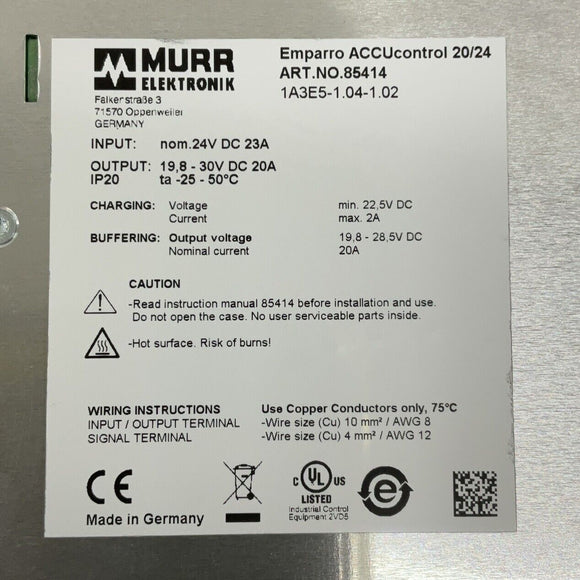 MURR
ELEKTRONIK
Falkenstraße 3
71570 Oppenweiler
GERMANY
Emparro ACCUcontrol 20/24
ART.NO.85414
1A3E5-1.04-1.02
INPUT: nom.24V DC 23A
OUTPUT: 19,8 - 30V DC 20A
IP20 ta -25 - 50°C
CHARGING: Voltage min. 22,5V DC
Current max. 2A
BUFFERING: Output voltage 19,8 - 28,5V DC
Nominal current 20A
CAUTION
-Read instruction manual 85414 before installation and use.
Do not open the case. No user serviceable parts inside.
-Hot surface. Risk of burns!
WIRING INSTRUCTIONS Use Copper Conductors only, 75°C
INPUT / OUTPUT TERMINAL -Wire size (Cu) 10 mm² / AWG 8
SIGNAL TERMINAL -Wire size (Cu) 4 mm² / AWG 12
CE
Made in Germany
C UL US
LISTED
Industrial Control
Equipment 2VD5
e